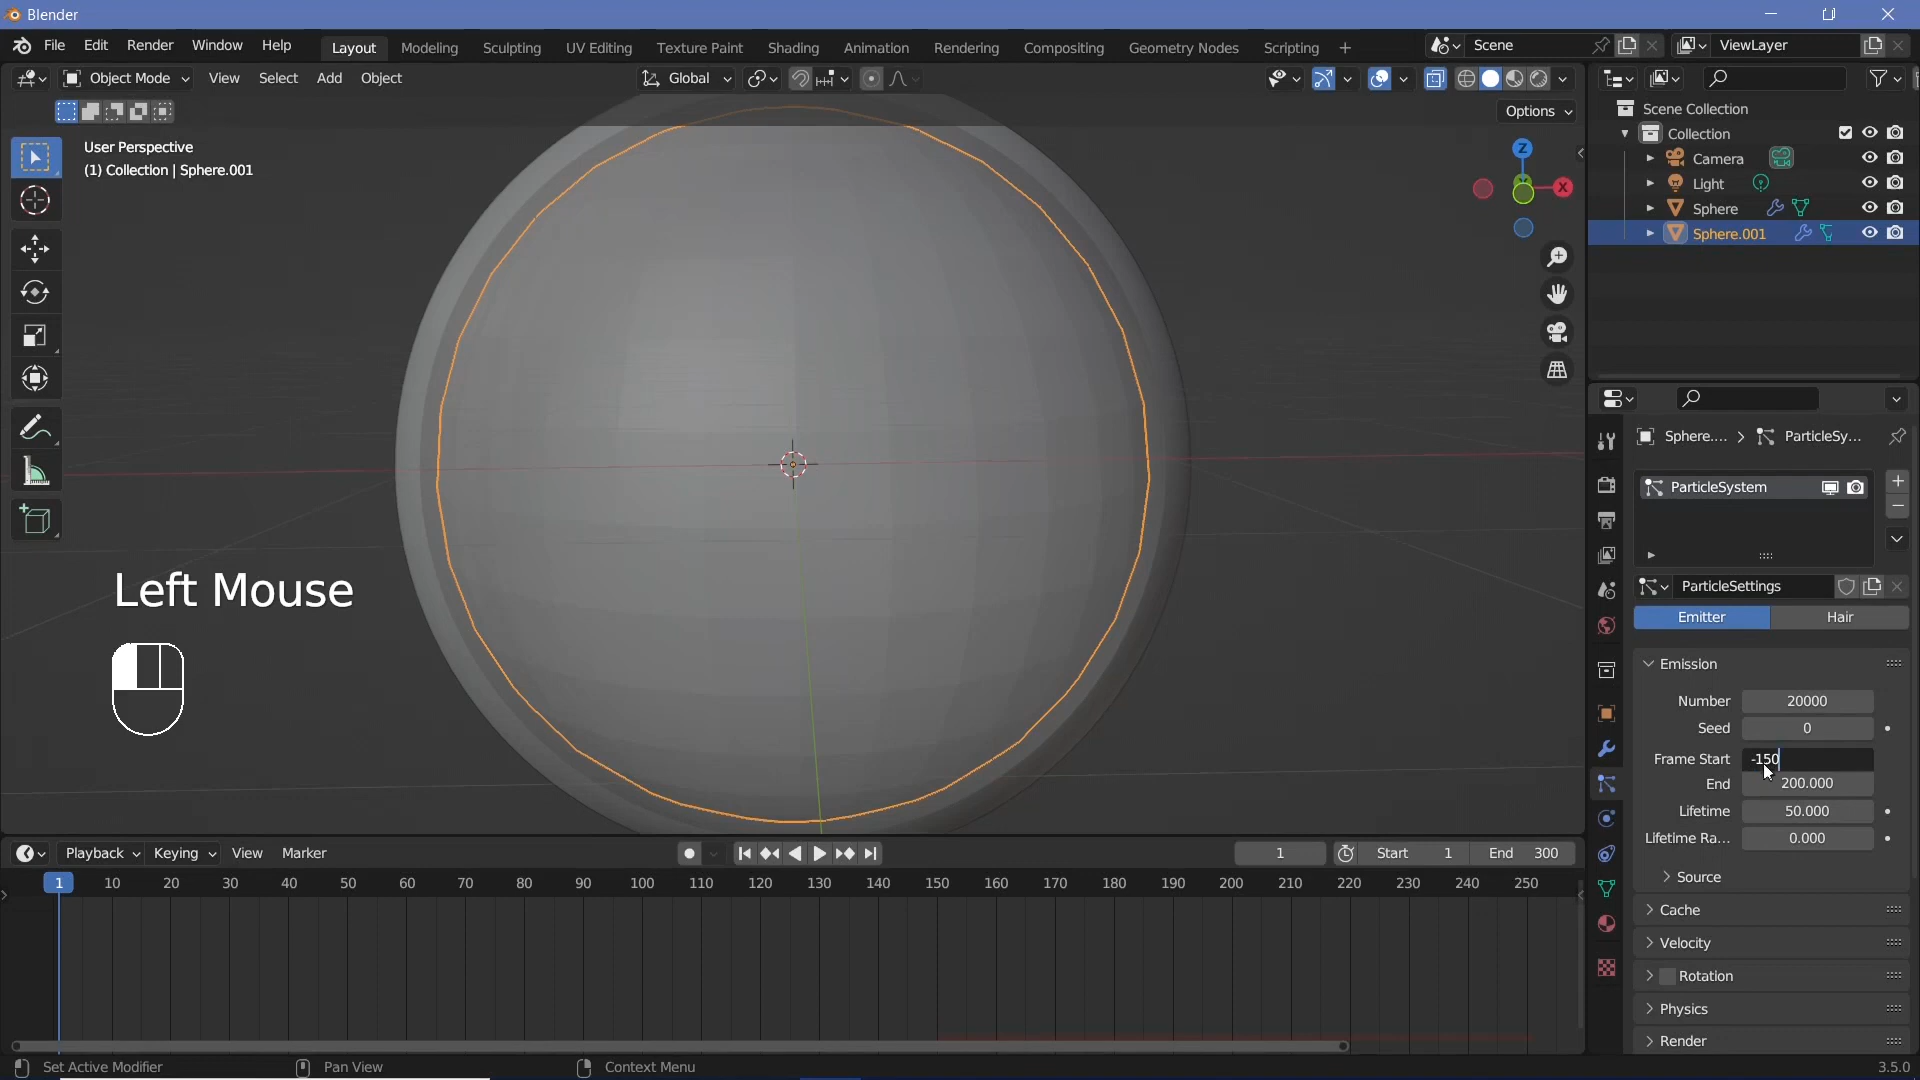 Blender
File Edit Render Window Help Layout Modeling Sculpting UV Editing Texture Paint Shading Animation Rendering Compositing Geometry Nodes Scripting + Scene ViewLayer
Object Mode View Select Add Object Global
Options
User Perspective
(1) Collection | Sphere.001
Z
X
Scene Collection
Collection
Camera
Light
Sphere
Sphere.001
Sphere.... ParticleSy...
ParticleSystem
ParticleSettings
Emitter Hair
Emission
Number 20000
Seed 0
Frame Start -150
End 200.000
Lifetime 50.000
Lifetime Ra... 0.000
Source
Cache
Velocity
Rotation
Physics
Render
Left Mouse
Playback Keying View Marker 1 Start 1 End 300
1 10 20 30 40 50 60 70 80 90 100 110 120 130 140 150 160 170 180 190 200 210 220 230 240 250
Set Active Modifier Pan View Context Menu 3.5.0